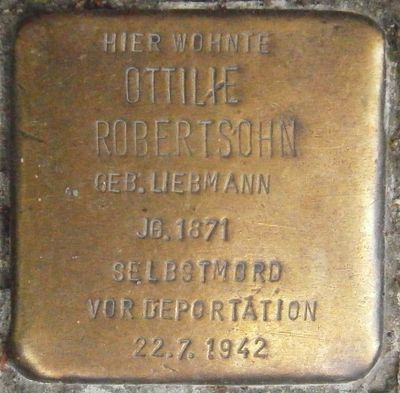 HIER WOHNTE
OTTILIE
ROBERTSOHN
GEB. LIEBMANN
JG. 1871
SELBSTMORD
VOR DEPORTATION
22.7. 1942